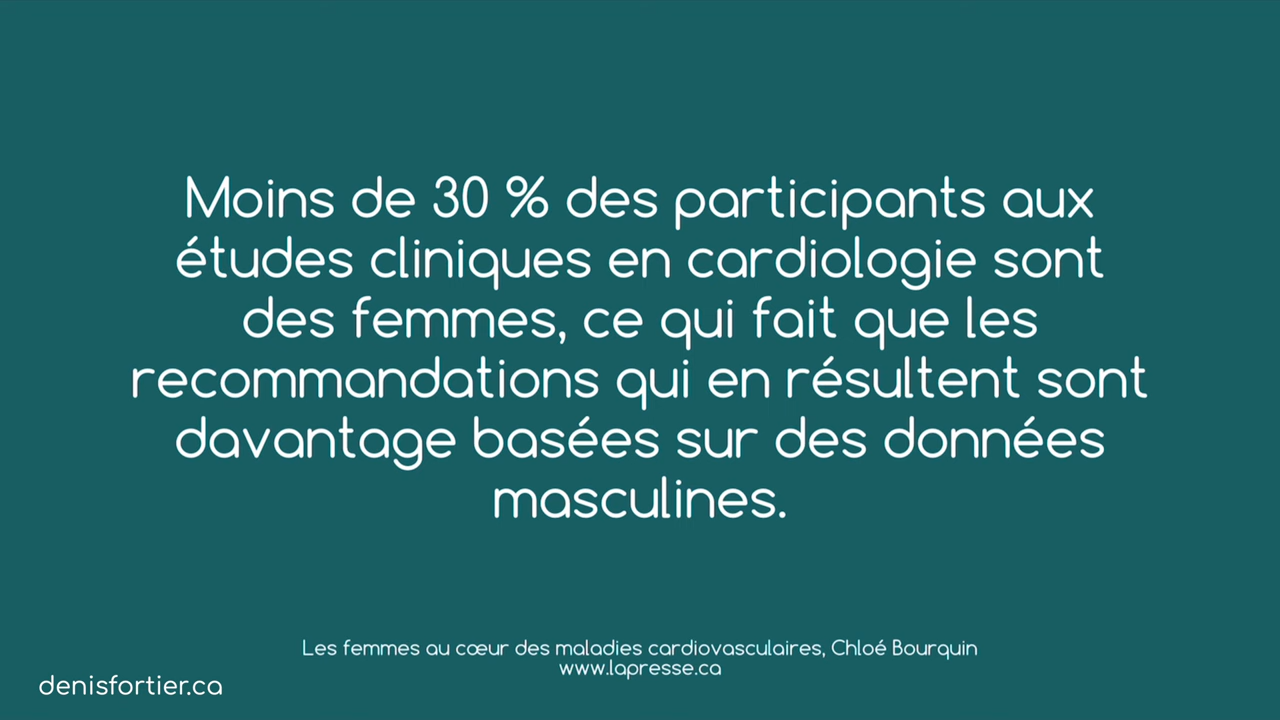 Moins de 30 % des participants aux
études cliniques en cardiologie sont
des femmes, ce qui fait que les
recommandations qui en résultent sont
davantage basées sur des données
masculines.
Les femmes au cœur des maladies cardiovasculaires, Chloé Bourquin
www.lapresse.ca
denisfortier.ca